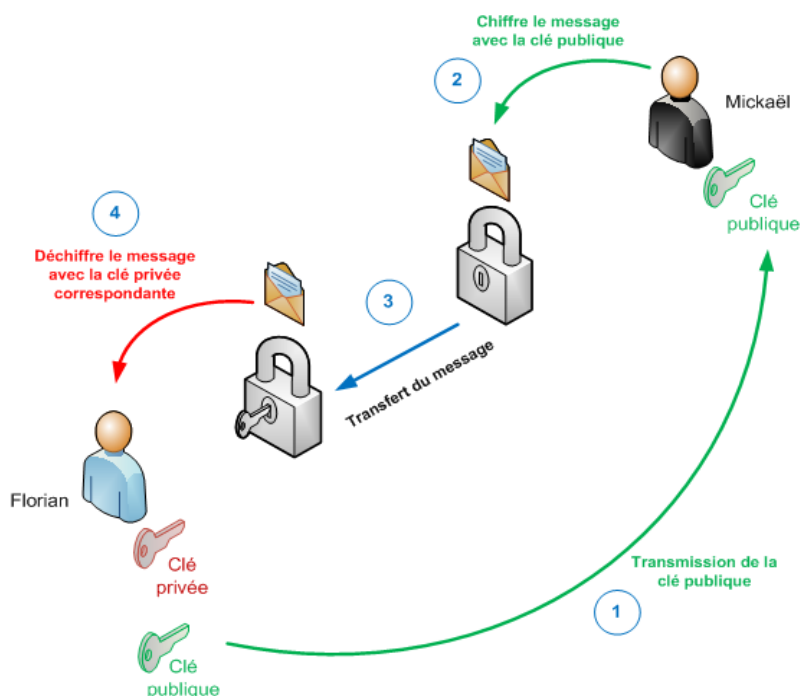 Chiffre le message
avec la clé publique
2
Mickaël
Clé
publique
4
Déchiffre le message
avec la clé privée
correspondante
3
Transfert du message
Florian
Clé
privée
Transmission de la
clé publique
1
Clé
publique